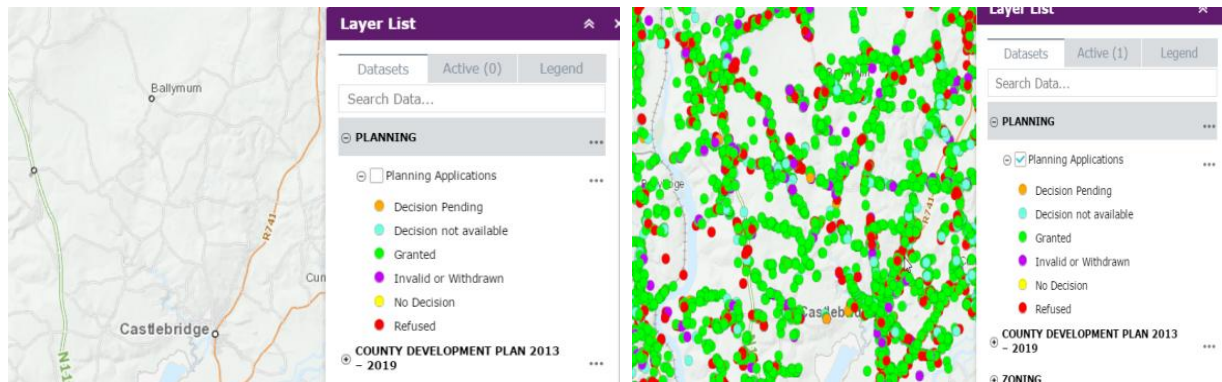 Ballymurn
R741
Cun
Castlebridge
N11
Layer List
Datasets
Active (0)
Legend
Search Data...
PLANNING
Planning Applications
Decision Pending
Decision not available
Granted
Invalid or Withdrawn
No Decision
Refused
COUNTY DEVELOPMENT PLAN 2013
– 2019
R741
Layer List
Datasets
Active (1)
Legend
Search Data...
PLANNING
Planning Applications
Decision Pending
Decision not available
Granted
Invalid or Withdrawn
No Decision
Refused
COUNTY DEVELOPMENT PLAN 2013
– 2019
ZONING